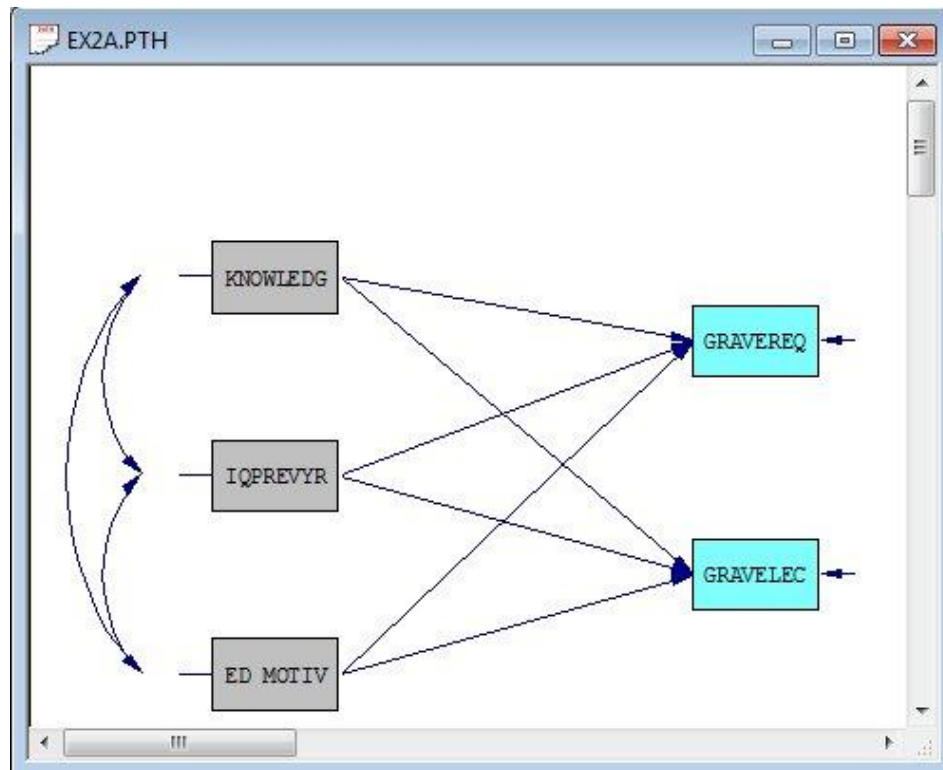 EX2A.PTH
KNOWLEDG
GRAVEREQ
IQPREVYR
GRAVELEC
ED MOTIV